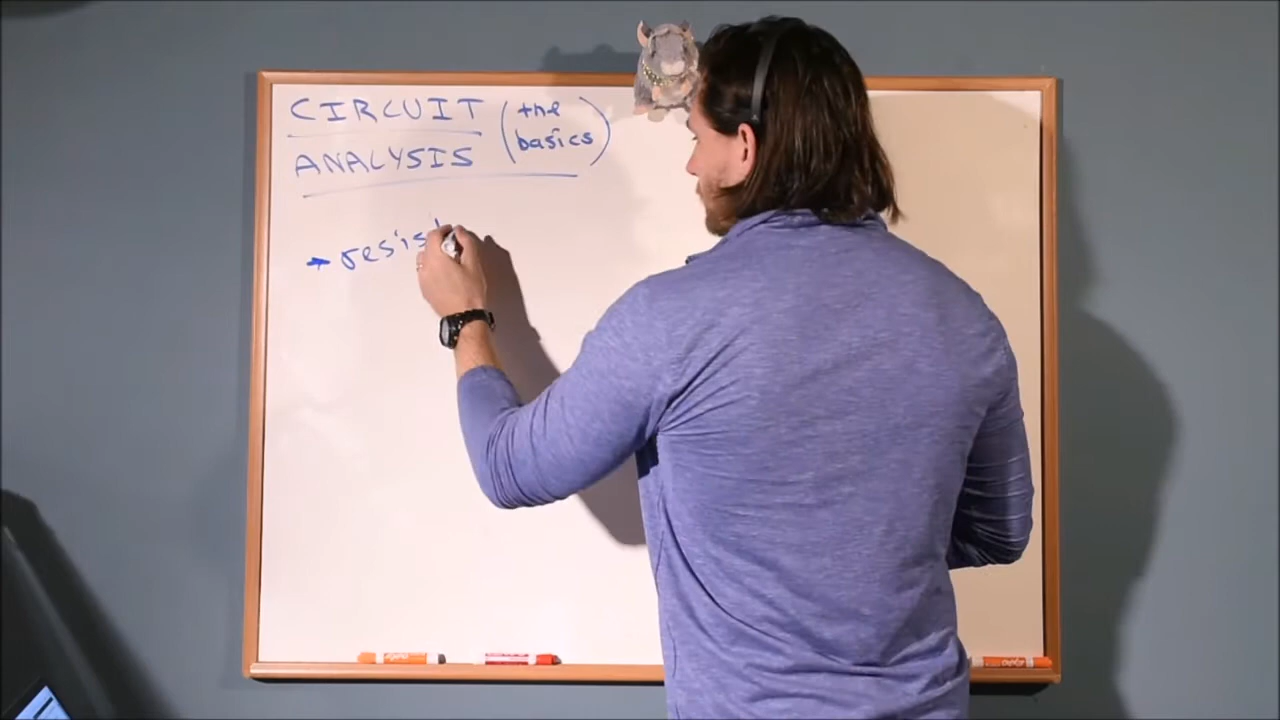 CIRCUIT (the
ANALYSIS basics)
→ resist